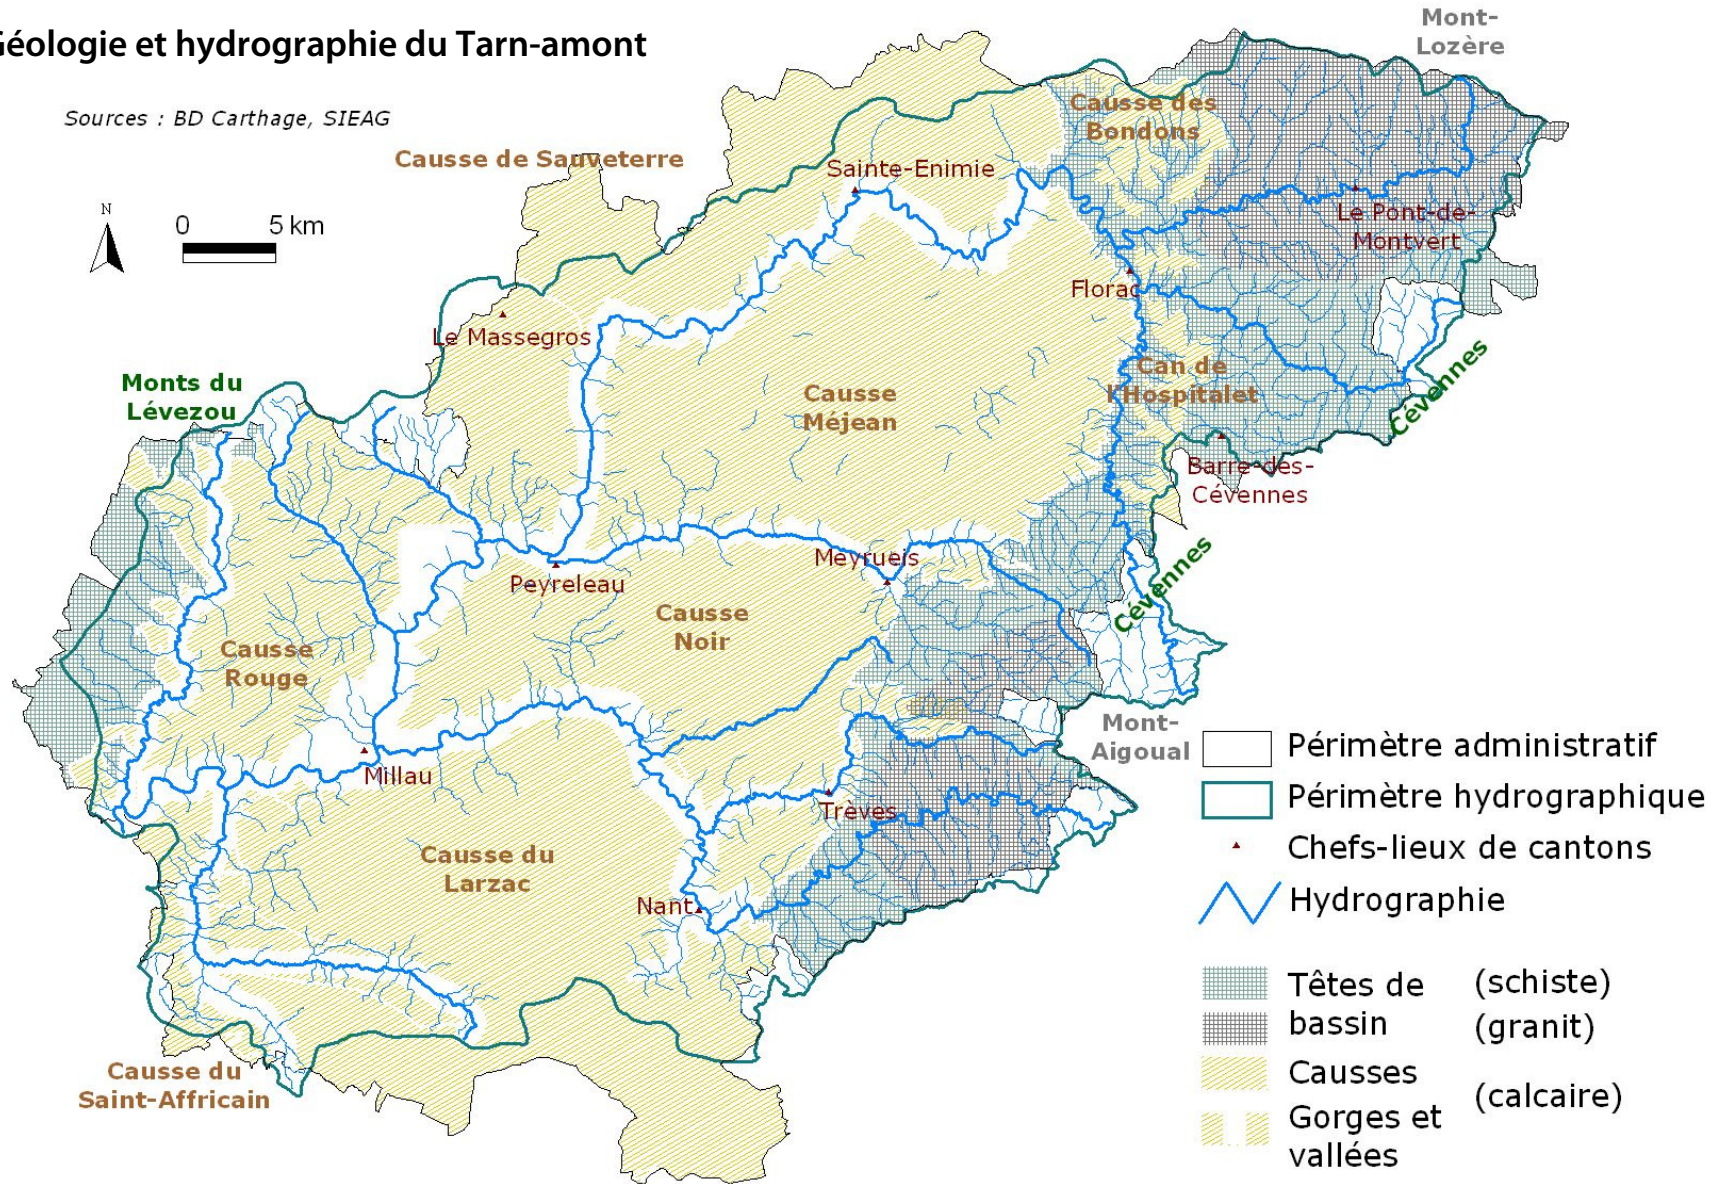 Géologie et hydrographie du Tarn-amont
Sources : BD Carthage, SIEAG
N
0 5 km
Mont-
Lozère
Causse des
Bondons
Causse de Sauveterre
Sainte-Enimie
Le Pont-de-
Montvert
Florac
Le Massegros
Can de
l'Hospitalet
Cévennes
Monts du
Lévezou
Causse
Méjean
Barre-des-
Cévennes
Meyrueis
Cévennes
Peyreleau
Causse
Noir
Causse
Rouge
Mont-
Aigoual
Millau
Trèves
Causse du
Larzac
Nant
Causse du
Saint-Affricain
Périmètre administratif
Périmètre hydrographique
Chefs-lieux de cantons
Hydrographie
Têtes de (schiste)
bassin (granit)
Causses
(calcaire)
Gorges et
vallées